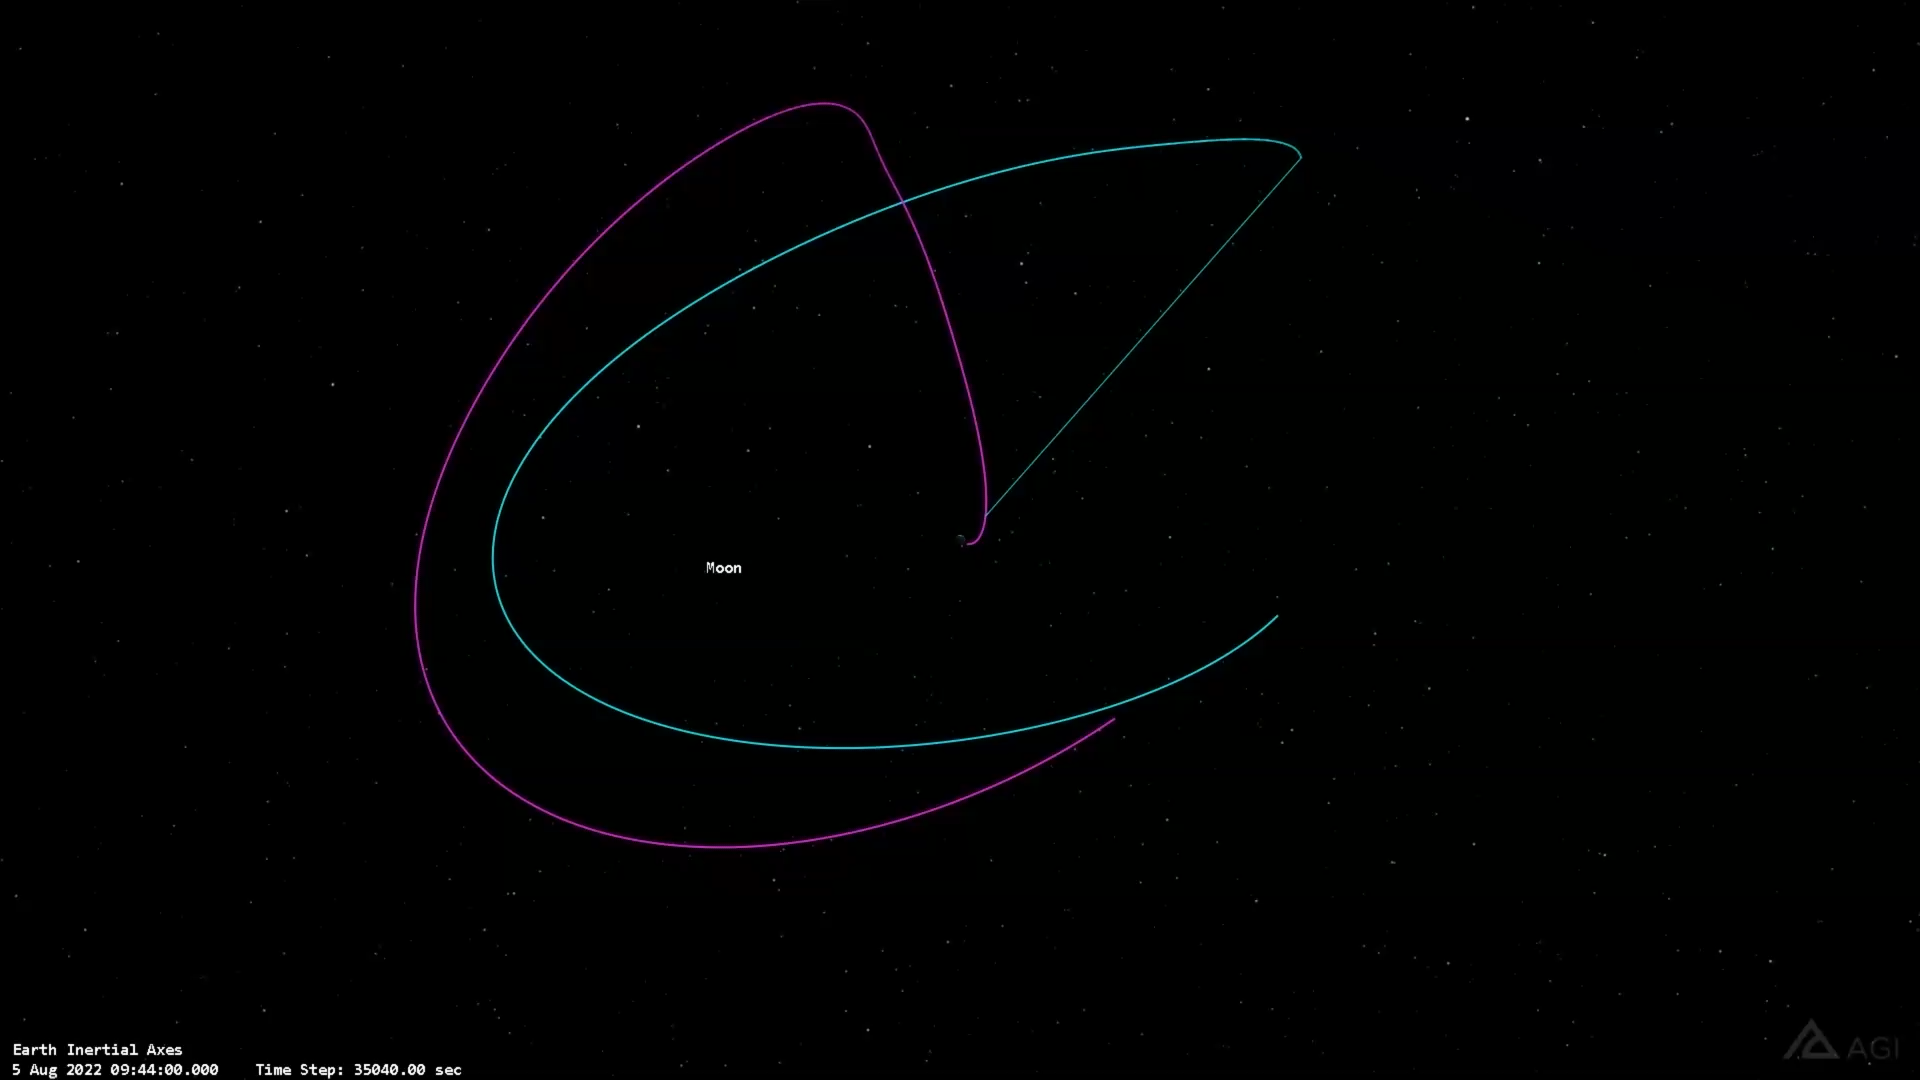 Moon
Earth Inertial Axes
5 Aug 2022 09:44:00.000    Time Step: 35040.00 sec
AGI